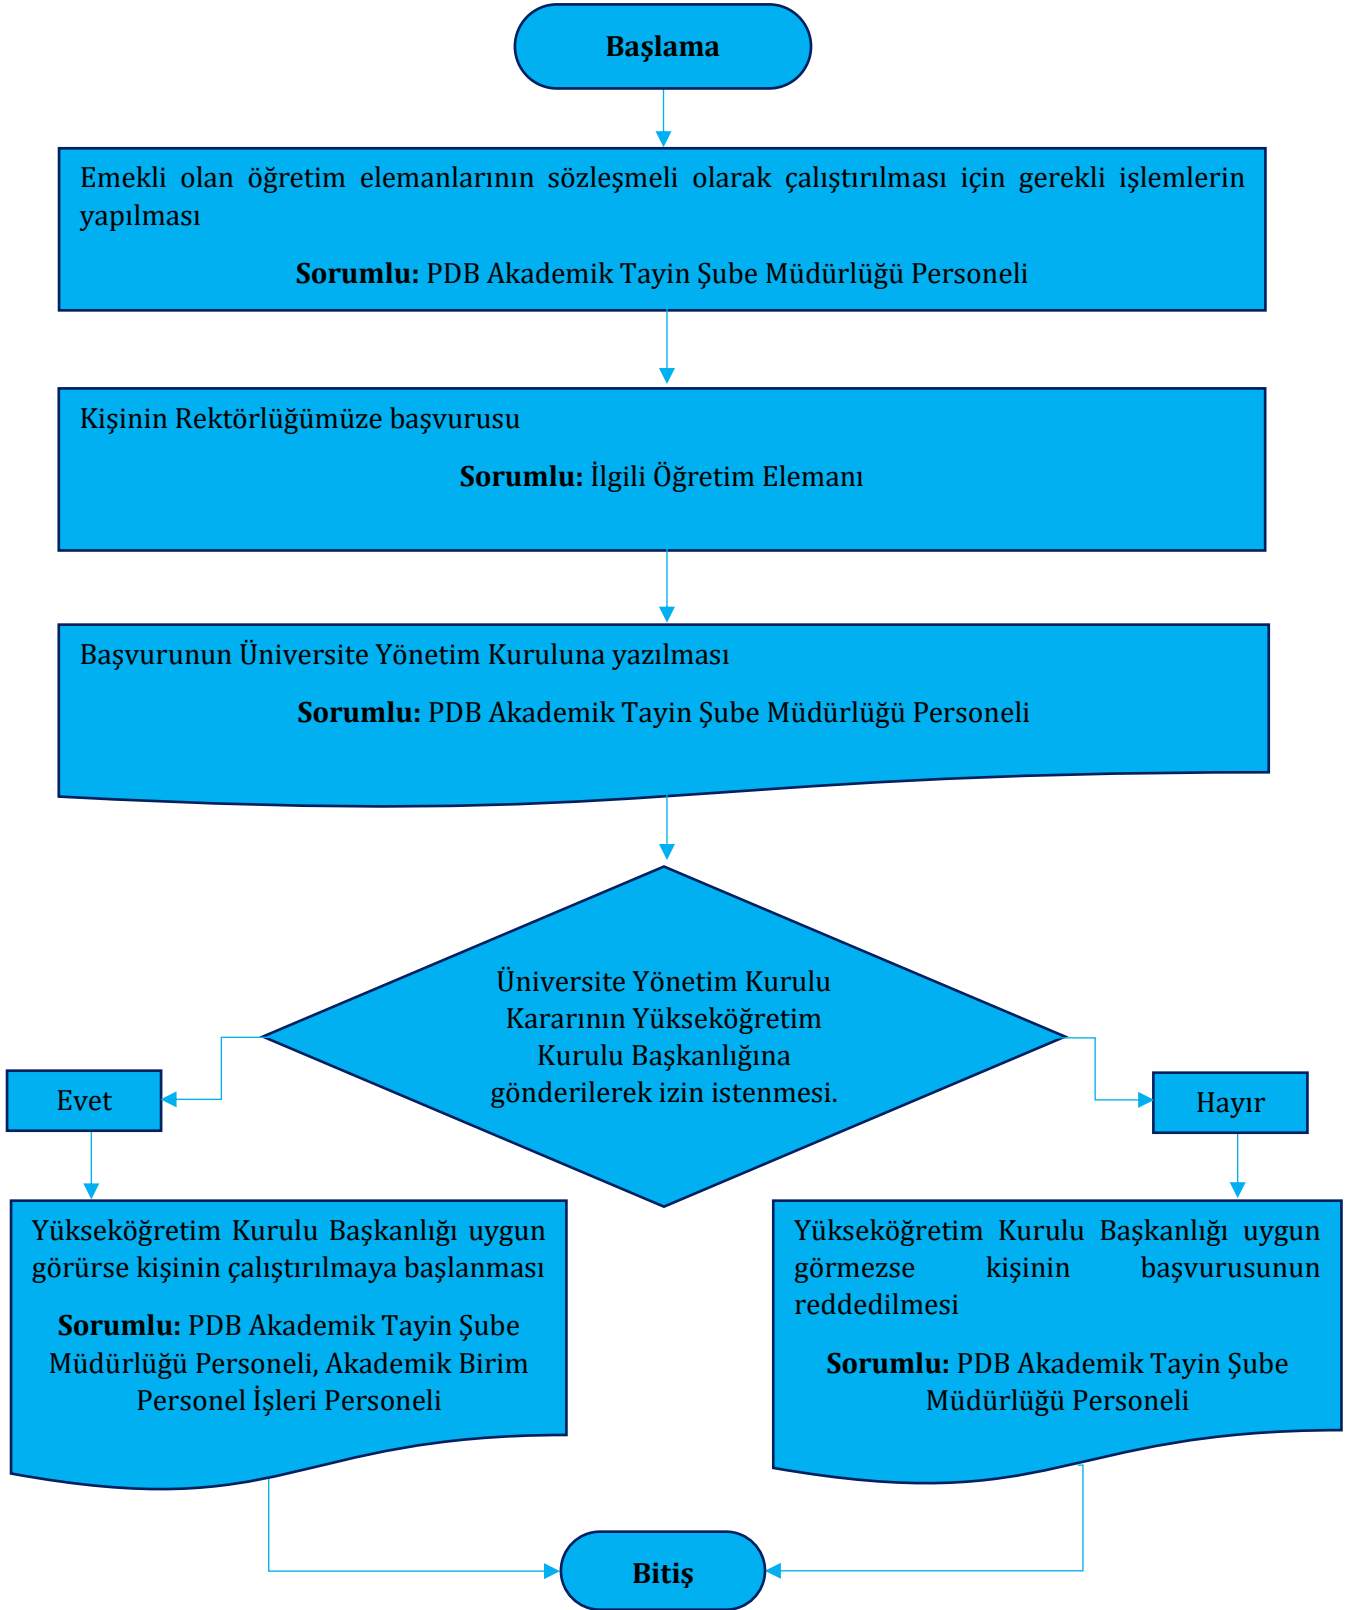 Başlama
Emekli olan öğretim elemanlarının sözleşmeli olarak çalıştırılması için gerekli işlemlerin
yapılması
Sorumlu: PDB Akademik Tayin Şube Müdürlüğü Personeli
Kişinin Rektörlüğümüze başvurusu
Sorumlu: İlgili Öğretim Elemanı
Başvurunun Üniversite Yönetim Kuruluna yazılması
Sorumlu: PDB Akademik Tayin Şube Müdürlüğü Personeli
Üniversite Yönetim Kurulu
Kararının Yükseköğretim
Kurulu Başkanlığına
gönderilerek izin istenmesi.
Evet
Hayır
Yükseköğretim Kurulu Başkanlığı uygun
görürse kişinin çalıştırılmaya başlanması
Sorumlu: PDB Akademik Tayin Şube
Müdürlüğü Personeli, Akademik Birim
Personel İşleri Personeli
Yükseköğretim Kurulu Başkanlığı uygun
görmezse kişinin başvurusunun
reddedilmesi
Sorumlu: PDB Akademik Tayin Şube
Müdürlüğü Personeli
Bitiş